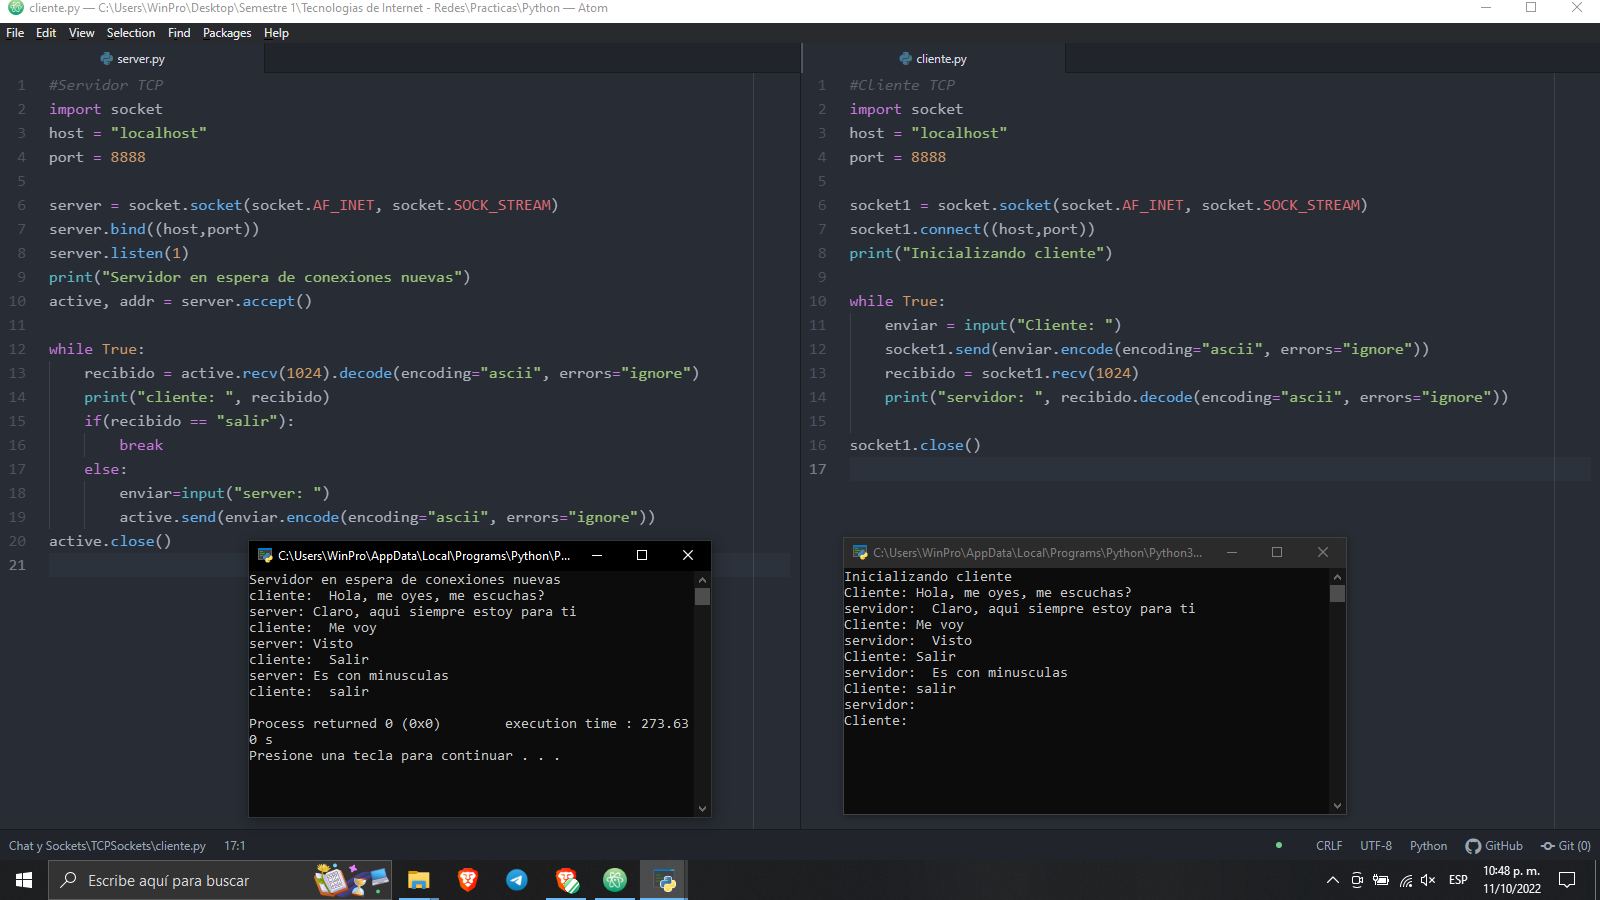 cliente.py — C:\Users\WinPro\Desktop\Semestre 1\Tecnologias de Internet - Redes\Practicas\Python — Atom
File Edit View Selection Find Packages Help
server.py
1 #Servidor TCP
2 import socket
3 host = "localhost"
4 port = 8888
5
6 server = socket.socket(socket.AF_INET, socket.SOCK_STREAM)
7 server.bind((host,port))
8 server.listen(1)
9 print("Servidor en espera de conexiones nuevas")
10 active, addr = server.accept()
11
12 while True:
13 recibido = active.recv(1024).decode(encoding="ascii", errors="ignore")
14 print("cliente: ", recibido)
15 if(recibido == "salir"):
16 break
17 else:
18 enviar=input("server: ")
19 active.send(enviar.encode(encoding="ascii", errors="ignore"))
20 active.close()
21
C:\Users\WinPro\AppData\Local\Programs\Python\P...
Servidor en espera de conexiones nuevas
cliente:  Hola, me oyes, me escuchas?
server: Claro, aqui siempre estoy para ti
cliente:  Me voy
server: Visto
cliente:  Salir
server: Es con minusculas
cliente:  salir
Process returned 0 (0x0)        execution time : 273.63
0 s
Presione una tecla para continuar . . .
cliente.py
1 #Cliente TCP
2 import socket
3 host = "localhost"
4 port = 8888
5
6 socket1 = socket.socket(socket.AF_INET, socket.SOCK_STREAM)
7 socket1.connect((host,port))
8 print("Inicializando cliente")
9
10 while True:
11 enviar = input("Cliente: ")
12 socket1.send(enviar.encode(encoding="ascii", errors="ignore"))
13 recibido = socket1.recv(1024)
14 print("servidor: ", recibido.decode(encoding="ascii", errors="ignore"))
15
16 socket1.close()
17
C:\Users\WinPro\AppData\Local\Programs\Python\Python3...
Inicializando cliente
Cliente: Hola, me oyes, me escuchas?
servidor:  Claro, aqui siempre estoy para ti
Cliente: Me voy
servidor:  Visto
Cliente: Salir
servidor:  Es con minusculas
Cliente: salir
servidor:
Cliente:
Chat y Sockets\TCPSockets\cliente.py 17:1 CRLF UTF-8 Python GitHub Git (0)
Escribe aquí para buscar
ESP
10:48 p. m.
11/10/2022